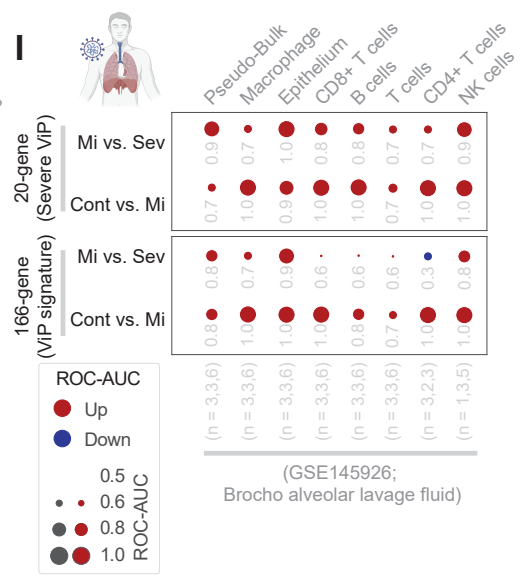 I
Pseudo-Bulk
Macrophage
Epithelium
CD8+ T cells
B cells
T cells
CD4+ T cells
NK cells
20-gene
(Severe ViP)
Mi vs. Sev
0.9 0.7 1.0 0.8 0.8 0.7 0.7 0.9
Cont vs. Mi
0.7 1.0 0.9 1.0 1.0 0.7 1.0 1.0
166-gene
(ViP signature)
Mi vs. Sev
0.8 0.7 0.9 0.6 0.6 0.6 0.3 0.8
Cont vs. Mi
0.8 1.0 1.0 1.0 0.8 0.7 1.0 1.0
(n = 3,3,6)
(n = 3,3,6)
(n = 3,3,6)
(n = 3,3,6)
(n = 3,3,6)
(n = 3,3,6)
(n = 3,2,3)
(n = 1,3.5)
(GSE145926;
Brocho alveolar lavage fluid)
ROC-AUC
Up
Down
0.5
0.6
0.8
1.0
ROC-AUC